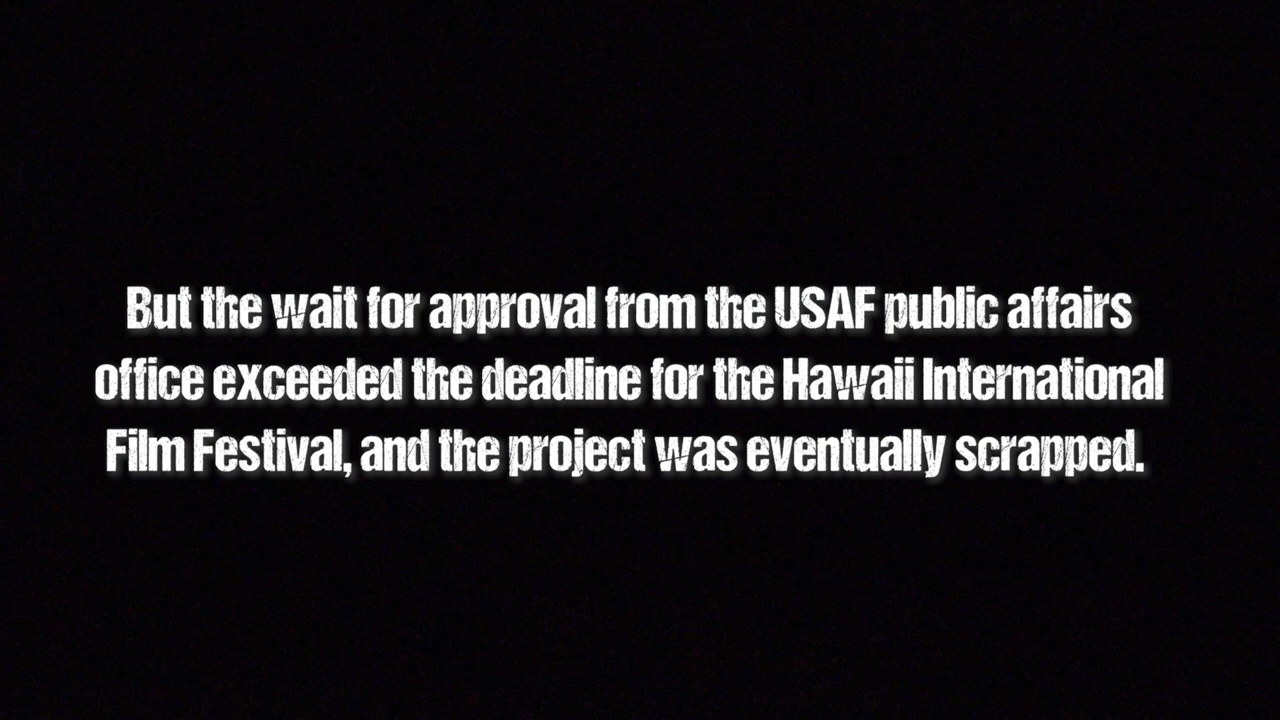 But the wait for approval from the USAF public affairs
office exceeded the deadline for the Hawaii International
Film Festival, and the project was eventually scrapped.